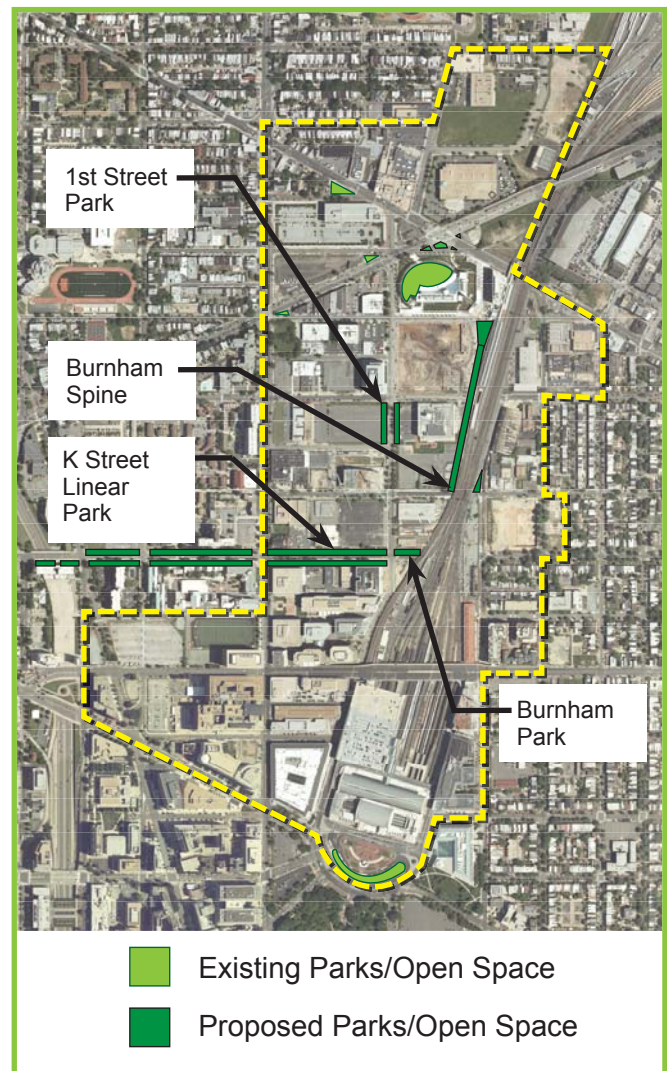 1st Street
Park
Burnham
Spine
K Street
Linear
Park
Burnham
Park
Existing Parks/Open Space
Proposed Parks/Open Space